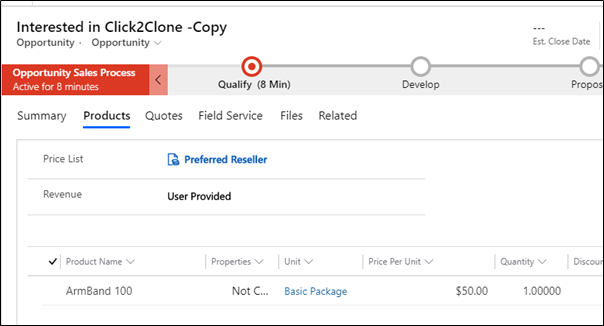 Interested in Click2Clone -Copy
Opportunity · Opportunity
---
Est. Close Date
Opportunity Sales Process
Active for 8 minutes
Qualify (8 Min)
Develop
Propos
Summary Products Quotes Field Service Files Related
Price List Preferred Reseller
Revenue User Provided
Product Name Properties Unit Price Per Unit Quantity Discou
ArmBand 100 Not C... Basic Package $50.00 1.00000